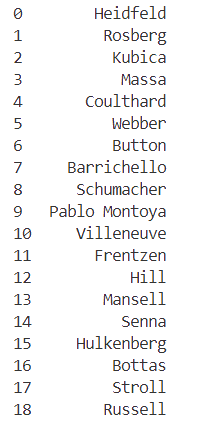 0 Heidfeld
1 Rosberg
2 Kubica
3 Massa
4 Coulthard
5 Webber
6 Button
7 Barrichello
8 Schumacher
9 Pablo Montoya
10 Villeneuve
11 Frentzen
12 Hill
13 Mansell
14 Senna
15 Hulkenberg
16 Bottas
17 Stroll
18 Russell